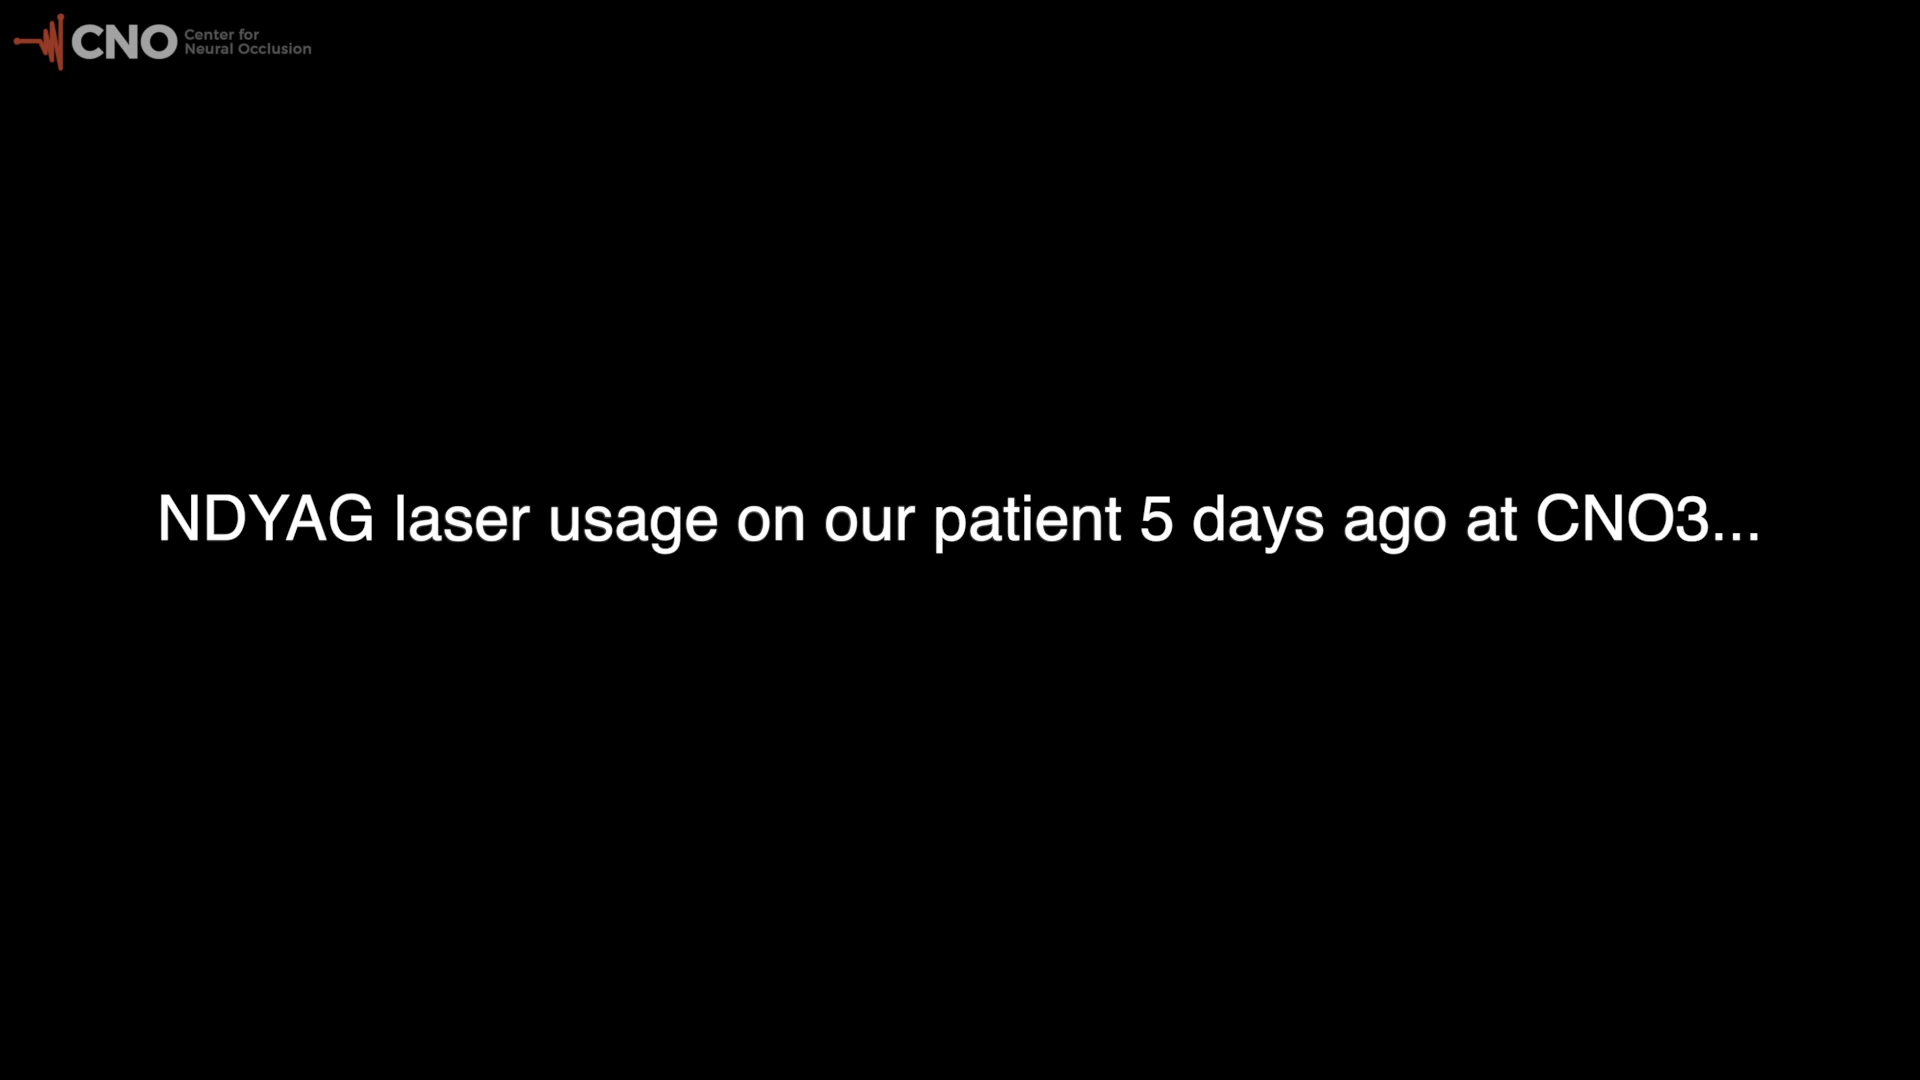 CNO
Center for
Neural Occlusion
NDYAG laser usage on our patient 5 days ago at CNO3...